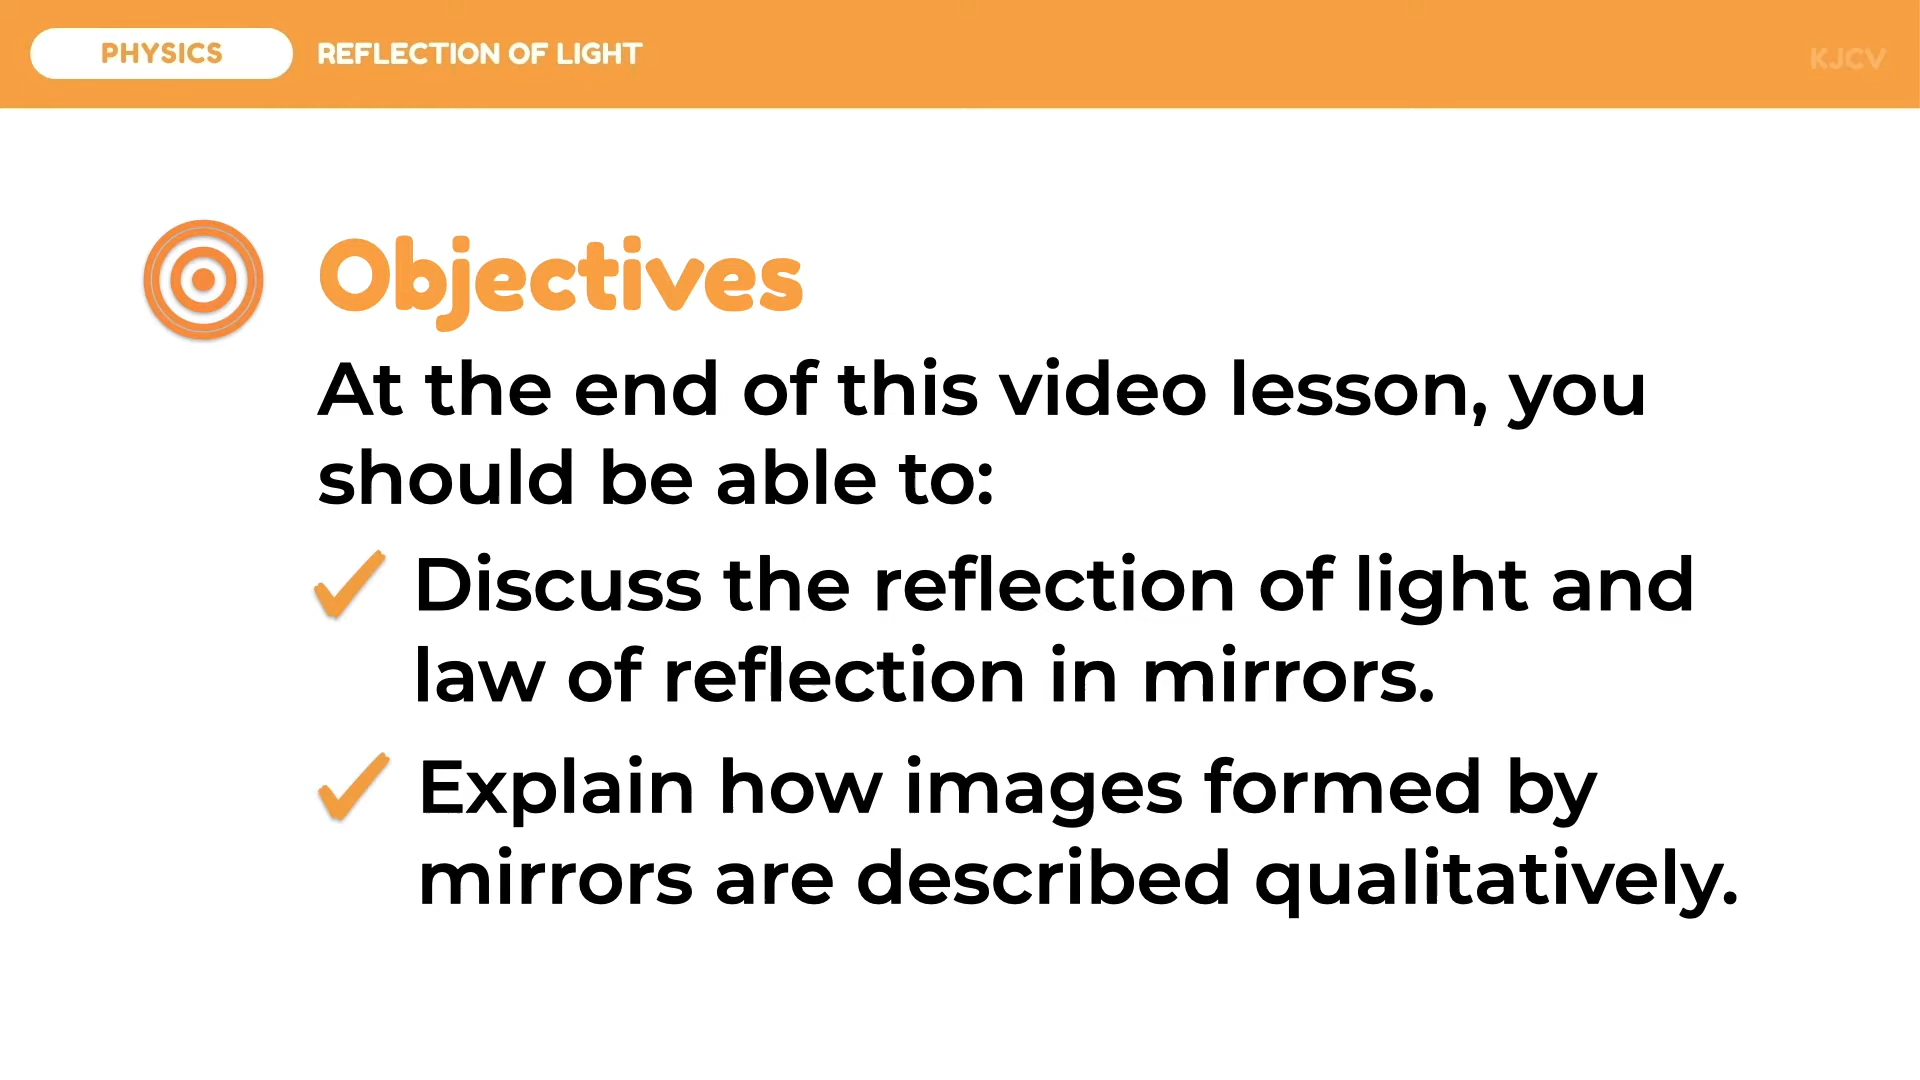 PHYSICS
REFLECTION OF LIGHT
KJCV
Objectives
At the end of this video lesson, you
should be able to:
Discuss the reflection of light and
law of reflection in mirrors.
Explain how images formed by
mirrors are described qualitatively.